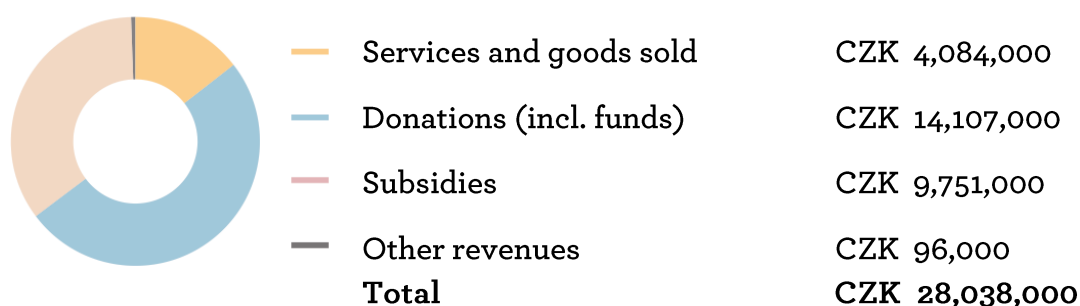 Services and goods sold CZK 4,084,000
Donations (incl. funds) CZK 14,107,000
Subsidies CZK 9,751,000
Other revenues CZK 96,000
Total CZK 28,038,000